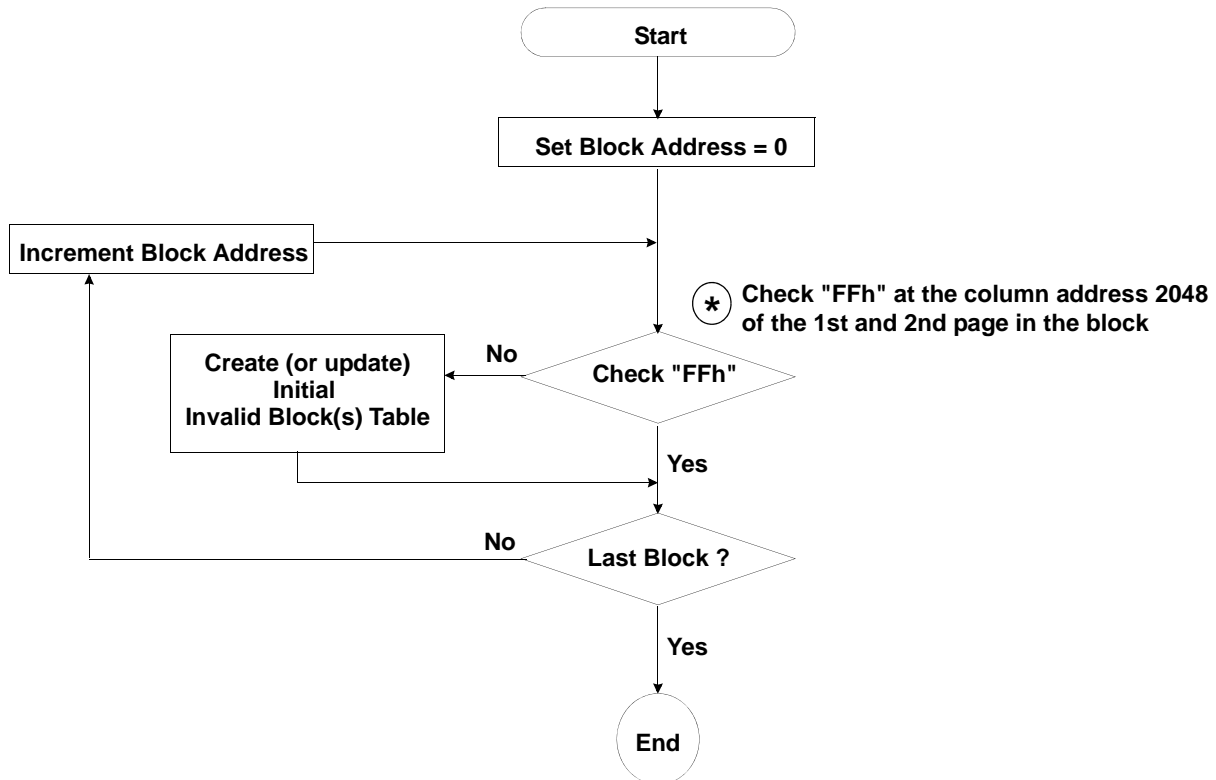 Start
Set Block Address = 0
Increment Block Address
* Check "FFh" at the column address 2048
of the 1st and 2nd page in the block
No
Check "FFh"
Create (or update)
Initial
Invalid Block(s) Table
Yes
No
Last Block ?
Yes
End